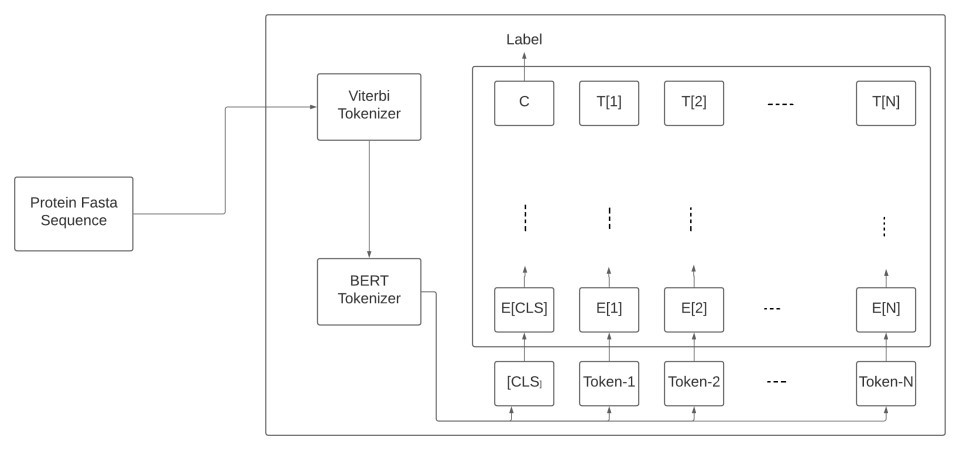 Label
Viterbi
Tokenizer
C
T[1]
T[2]
T[N]
Protein Fasta
Sequence
BERT
Tokenizer
E[CLS]
E[1]
E[2]
E[N]
[CLS]
Token-1
Token-2
Token-N